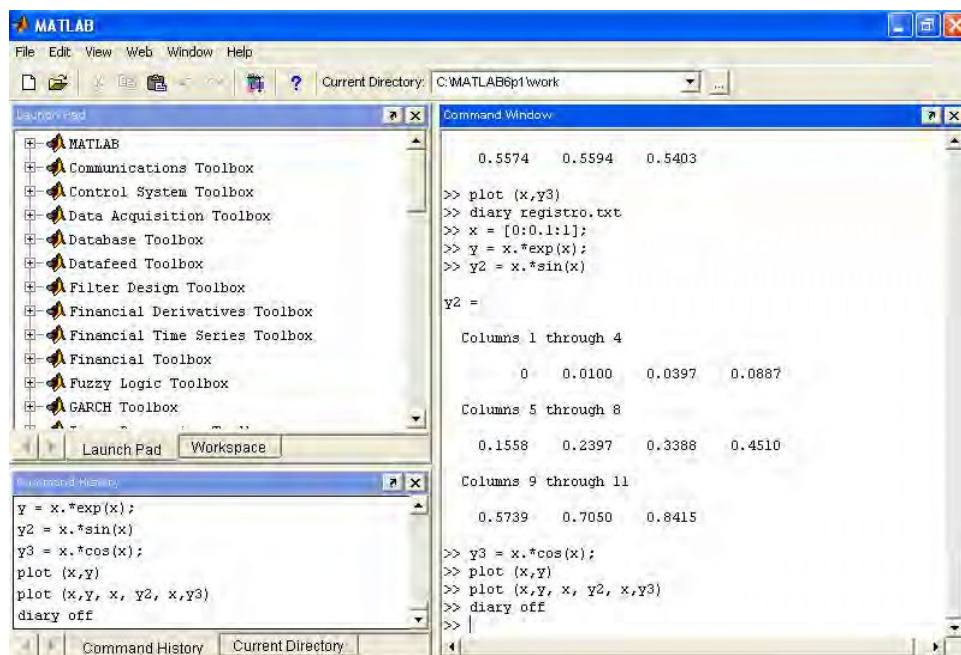 MATLAB
File Edit View Web Window Help
? Current Directory: C:\MATLAB6p1\work ...
Launch Pad
MATLAB
Communications Toolbox
Control System Toolbox
Data Acquisition Toolbox
Database Toolbox
Datafeed Toolbox
Filter Design Toolbox
Financial Derivatives Toolbox
Financial Time Series Toolbox
Financial Toolbox
Fuzzy Logic Toolbox
GARCH Toolbox
Launch Pad Workspace
Command History
y = x.*exp(x);
y2 = x.*sin(x)
y3 = x.*cos(x);
plot (x,y)
plot (x,y, x, y2, x,y3)
diary off
Command History Current Directory
Command Window
0.5574 0.5594 0.5403
>> plot (x,y3)
>> diary registro.txt
>> x = [0:0.1:1];
>> y = x.*exp(x);
>> y2 = x.*sin(x)
y2 =
Columns 1 through 4
0 0.0100 0.0397 0.0887
Columns 5 through 8
0.1558 0.2397 0.3388 0.4510
Columns 9 through 11
0.5739 0.7050 0.8415
>> y3 = x.*cos(x);
>> plot (x,y)
>> plot (x,y, x, y2, x,y3)
>> diary off
>>